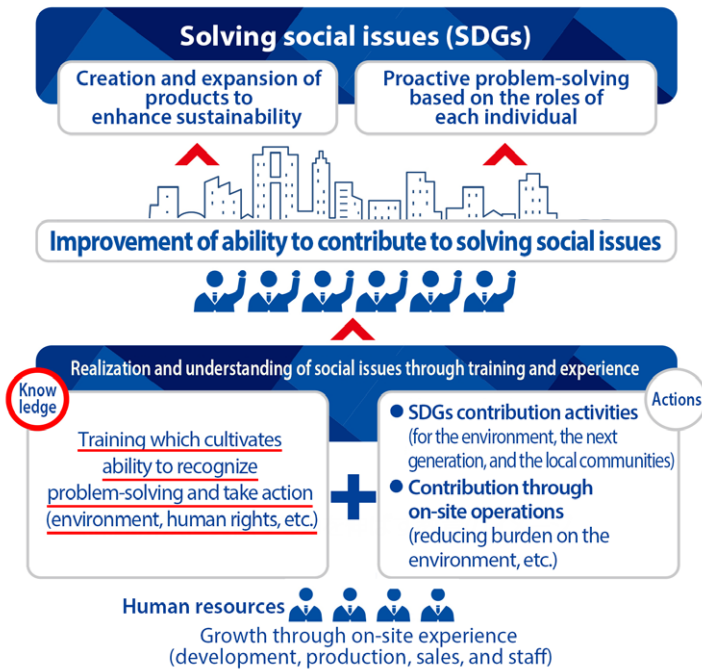 Solving social issues (SDGs)
Creation and expansion of
products to
enhance sustainability
Proactive problem-solving
based on the roles of
each individual
Improvement of ability to contribute to solving social issues
Realization and understanding of social issues through training and experience
Know
ledge
Training which cultivates
ability to recognize
problem-solving and take action
(environment, human rights, etc.)
Actions
● SDGs contribution activities
(for the environment, the next
generation, and the local communities)
● Contribution through
on-site operations
(reducing burden on the
environment, etc.)
Human resources
Growth through on-site experience
(development, production, sales, and staff)